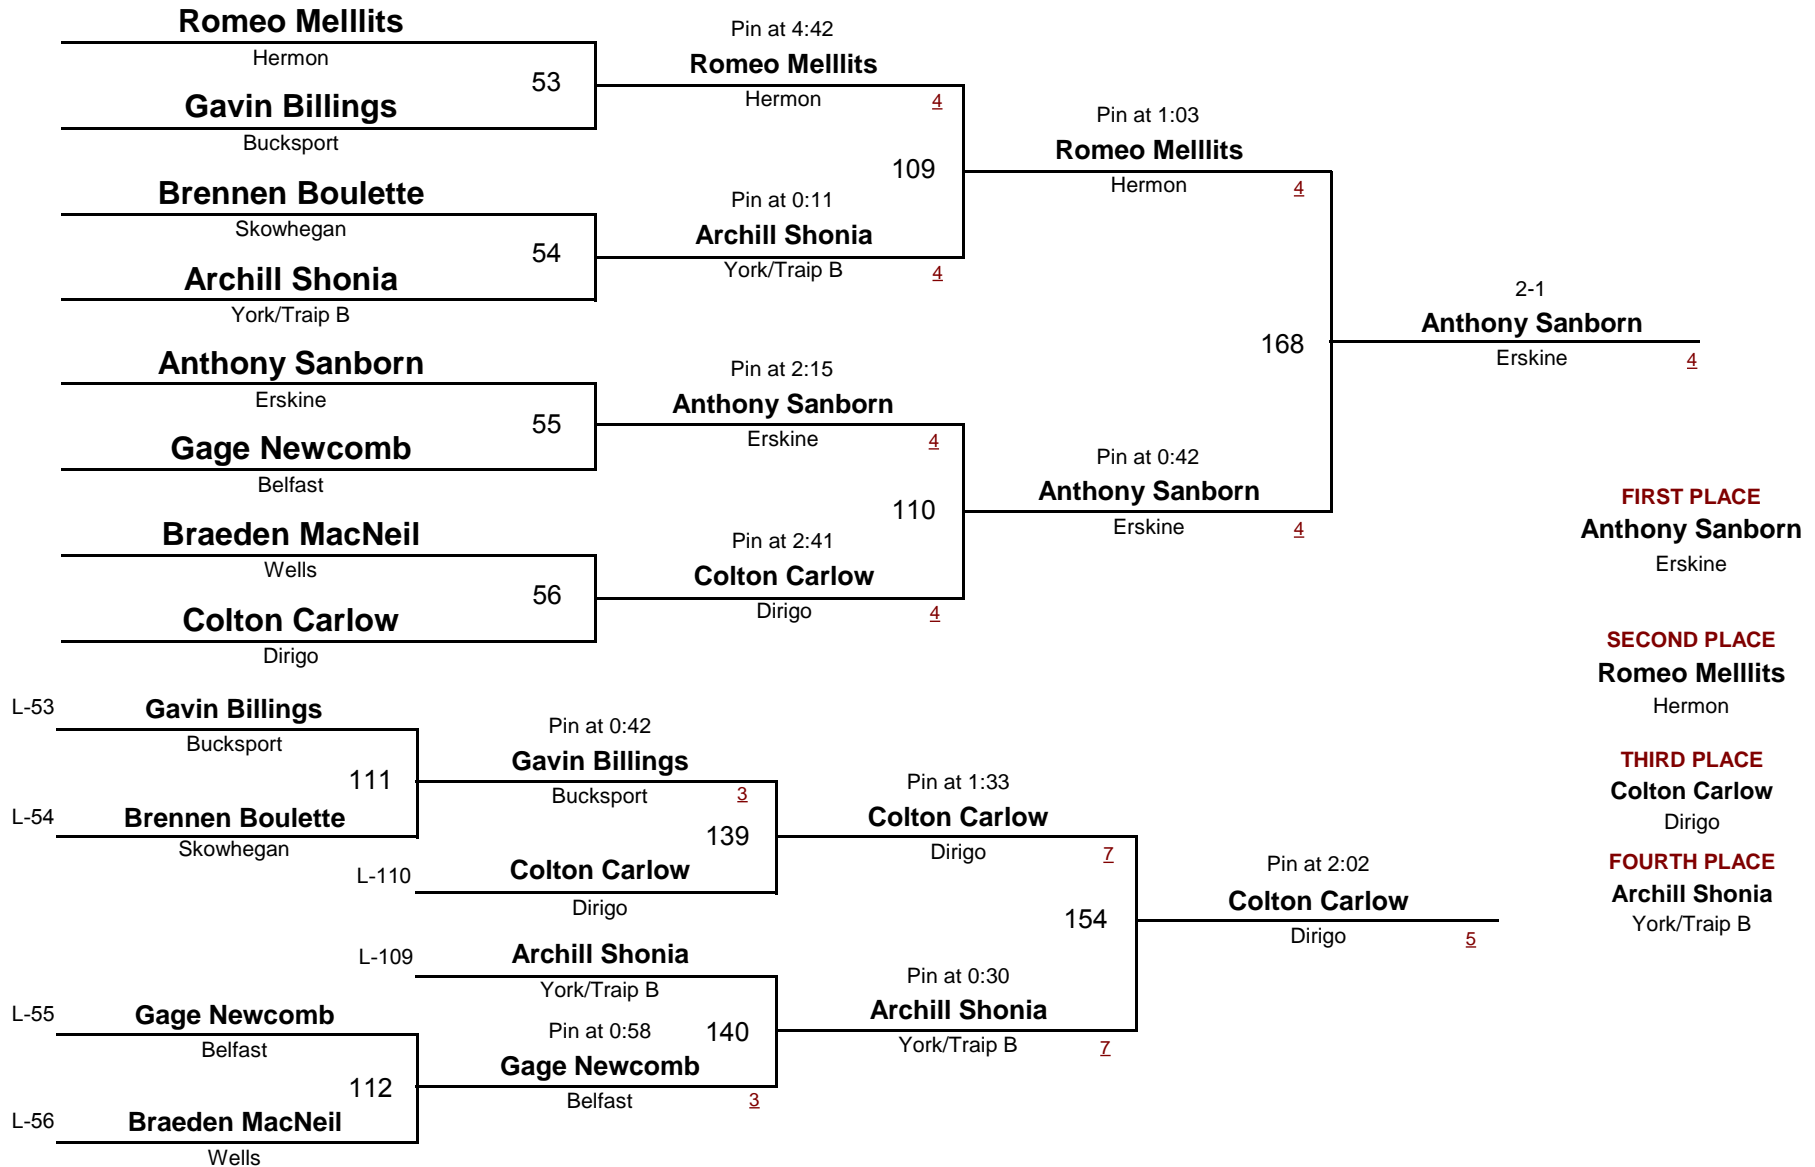 Romeo Melllits
Hermon
53
Gavin Billings
Bucksport
Brennen Boulette
Skowhegan
54
Archill Shonia
York/Traip B
Anthony Sanborn
Erskine
55
Gage Newcomb
Belfast
Braeden MacNeil
Wells
56
Colton Carlow
Dirigo
Pin at 4:42
Romeo Melllits
Hermon 4
109
Pin at 0:11
Archill Shonia
York/Traip B 4
Pin at 2:15
Anthony Sanborn
Erskine 4
110
Pin at 2:41
Colton Carlow
Dirigo 4
Pin at 1:03
Romeo Melllits
Hermon 4
168
Pin at 0:42
Anthony Sanborn
Erskine 4
2-1
Anthony Sanborn
Erskine 4
FIRST PLACE
Anthony Sanborn
Erskine
SECOND PLACE
Romeo Melllits
Hermon
THIRD PLACE
Colton Carlow
Dirigo
FOURTH PLACE
Archill Shonia
York/Traip B
L-53 Gavin Billings
Bucksport
111
L-54 Brennen Boulette
Skowhegan
Pin at 0:42
Gavin Billings
Bucksport 3
139
L-110 Colton Carlow
Dirigo
L-109 Archill Shonia
York/Traip B
140
Pin at 0:58
Gage Newcomb
Belfast 3
L-55 Gage Newcomb
Belfast
112
L-56 Braeden MacNeil
Wells
Pin at 1:33
Colton Carlow
Dirigo 7
154
Pin at 0:30
Archill Shonia
York/Traip B 7
Pin at 2:02
Colton Carlow
Dirigo 5